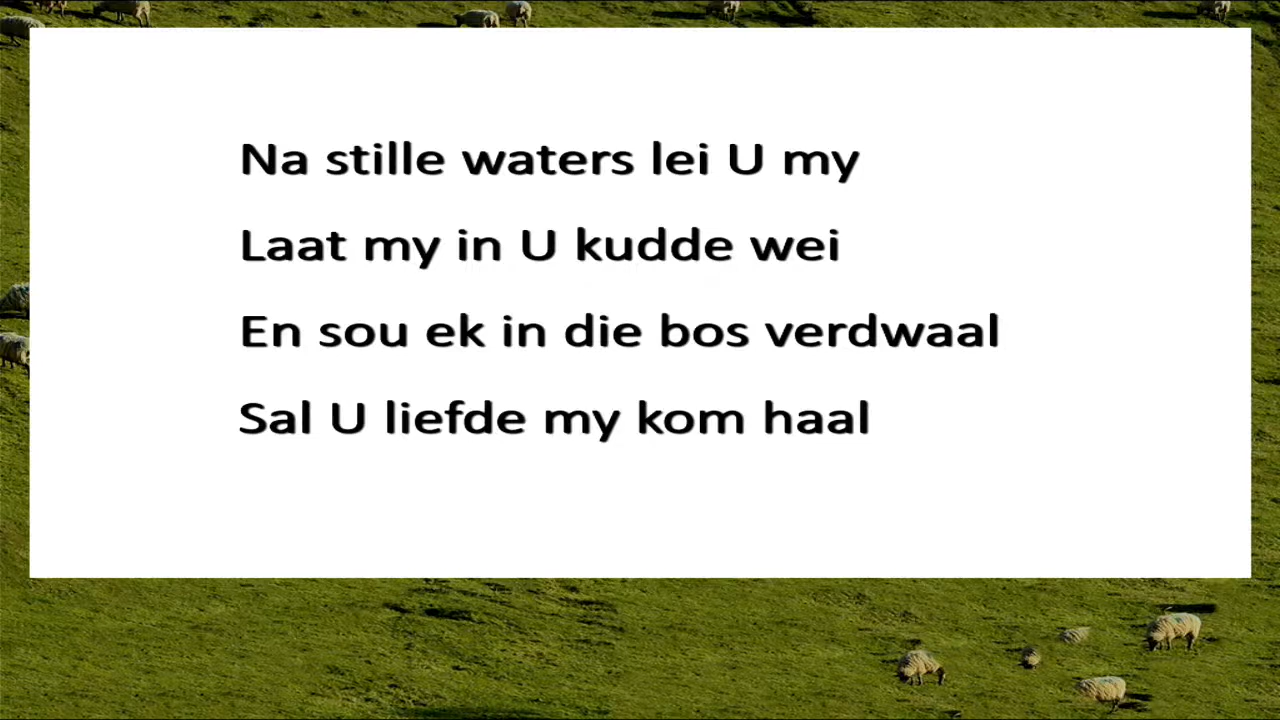 Na stille waters lei U my
Laat my in U kudde wei
En sou ek in die bos verdwaal
Sal U liefde my kom haal